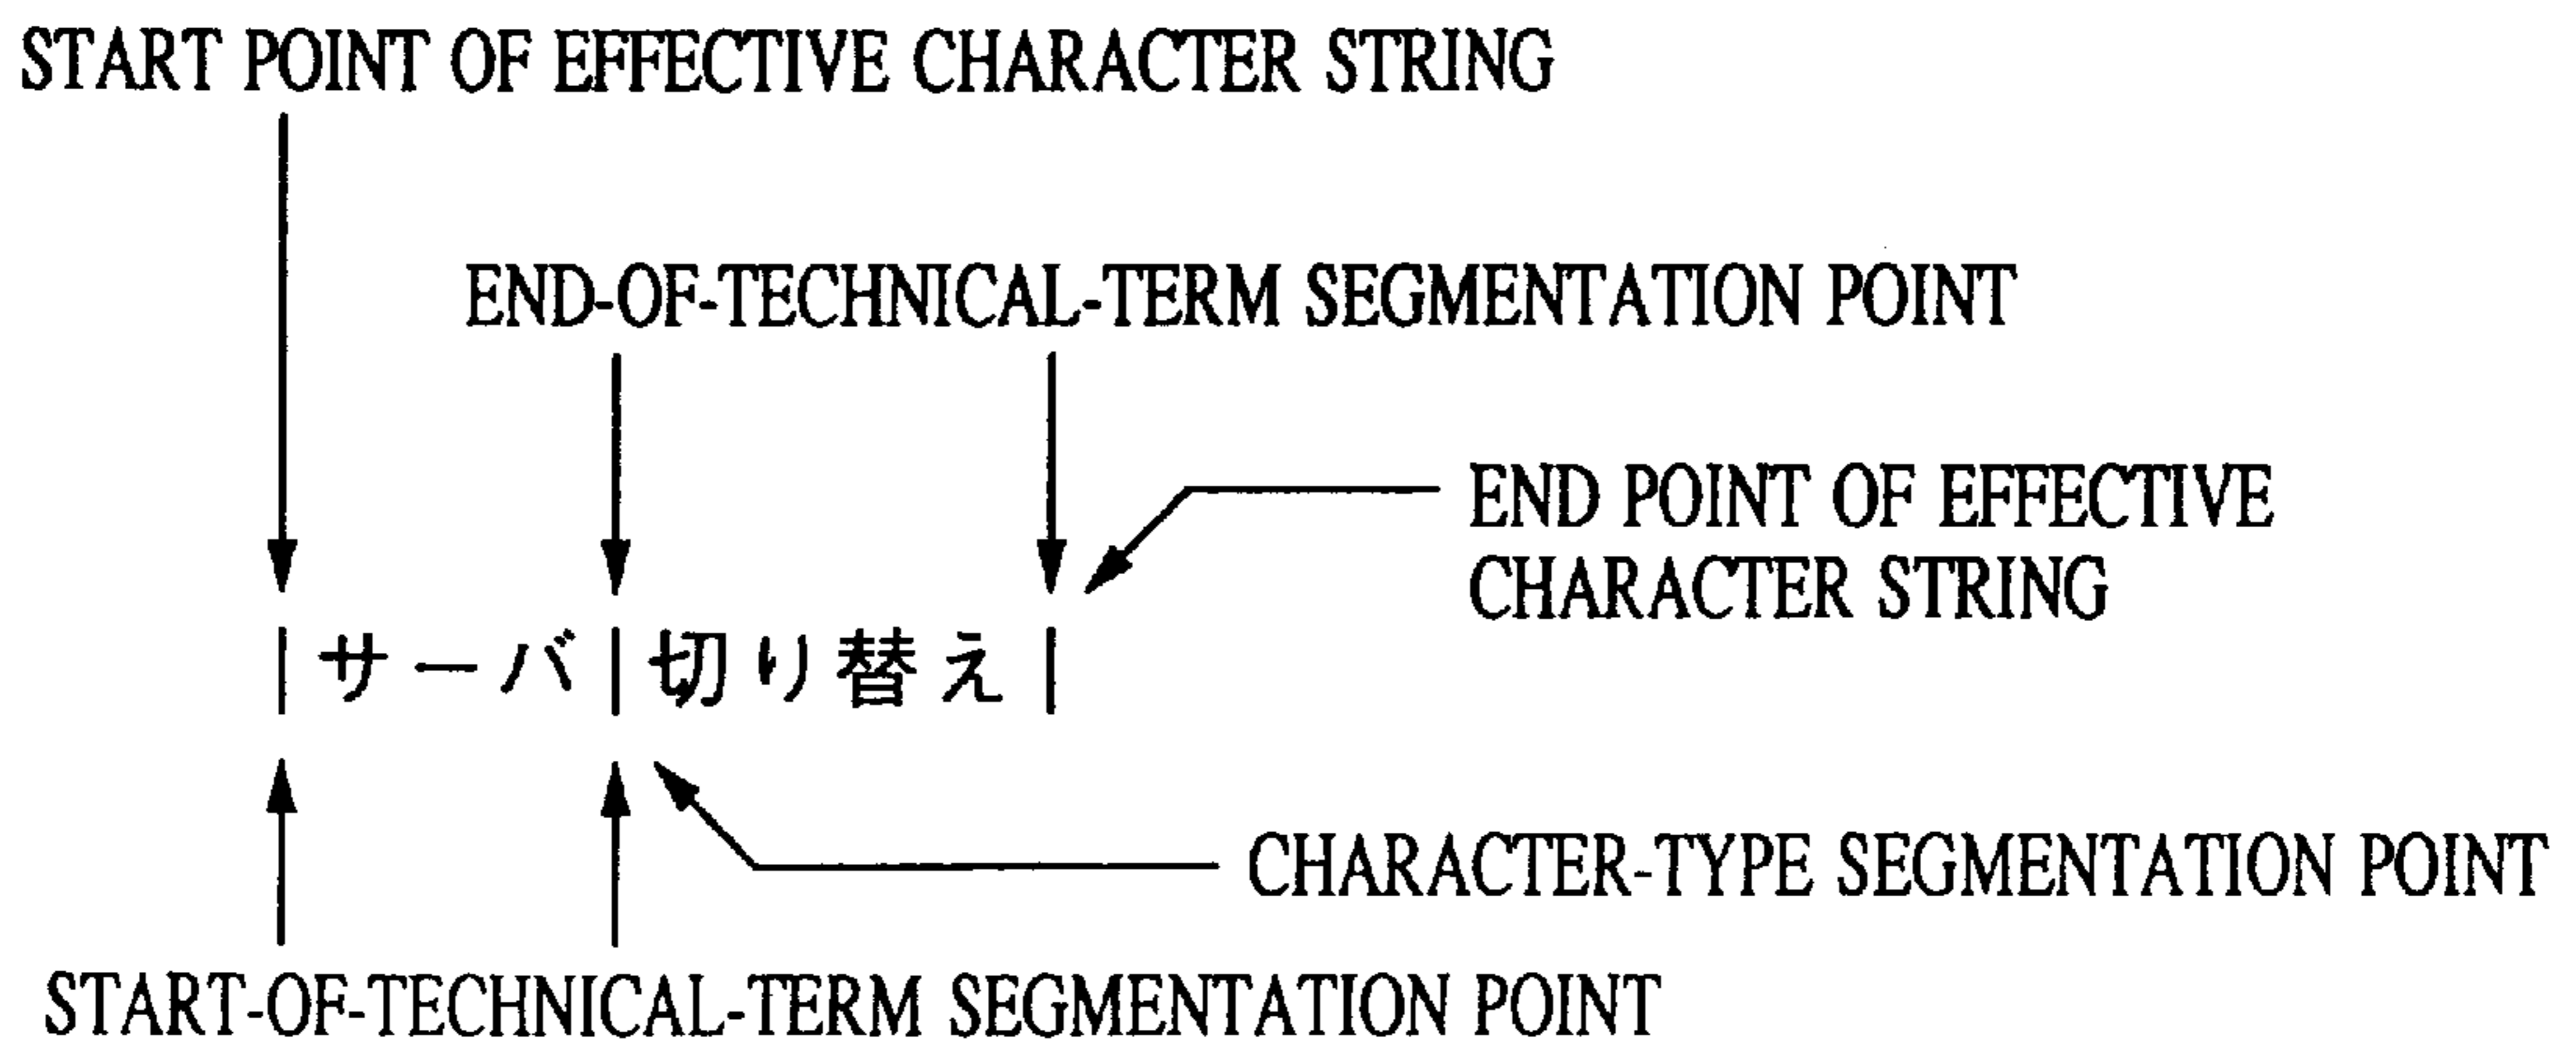 START POINT OF EFFECTIVE CHARACTER STRING
END-OF-TECHNICAL-TERM SEGMENTATION POINT
END POINT OF EFFECTIVE
CHARACTER STRING
|サーバ|切り替え|
CHARACTER-TYPE SEGMENTATION POINT
START-OF-TECHNICAL-TERM SEGMENTATION POINT